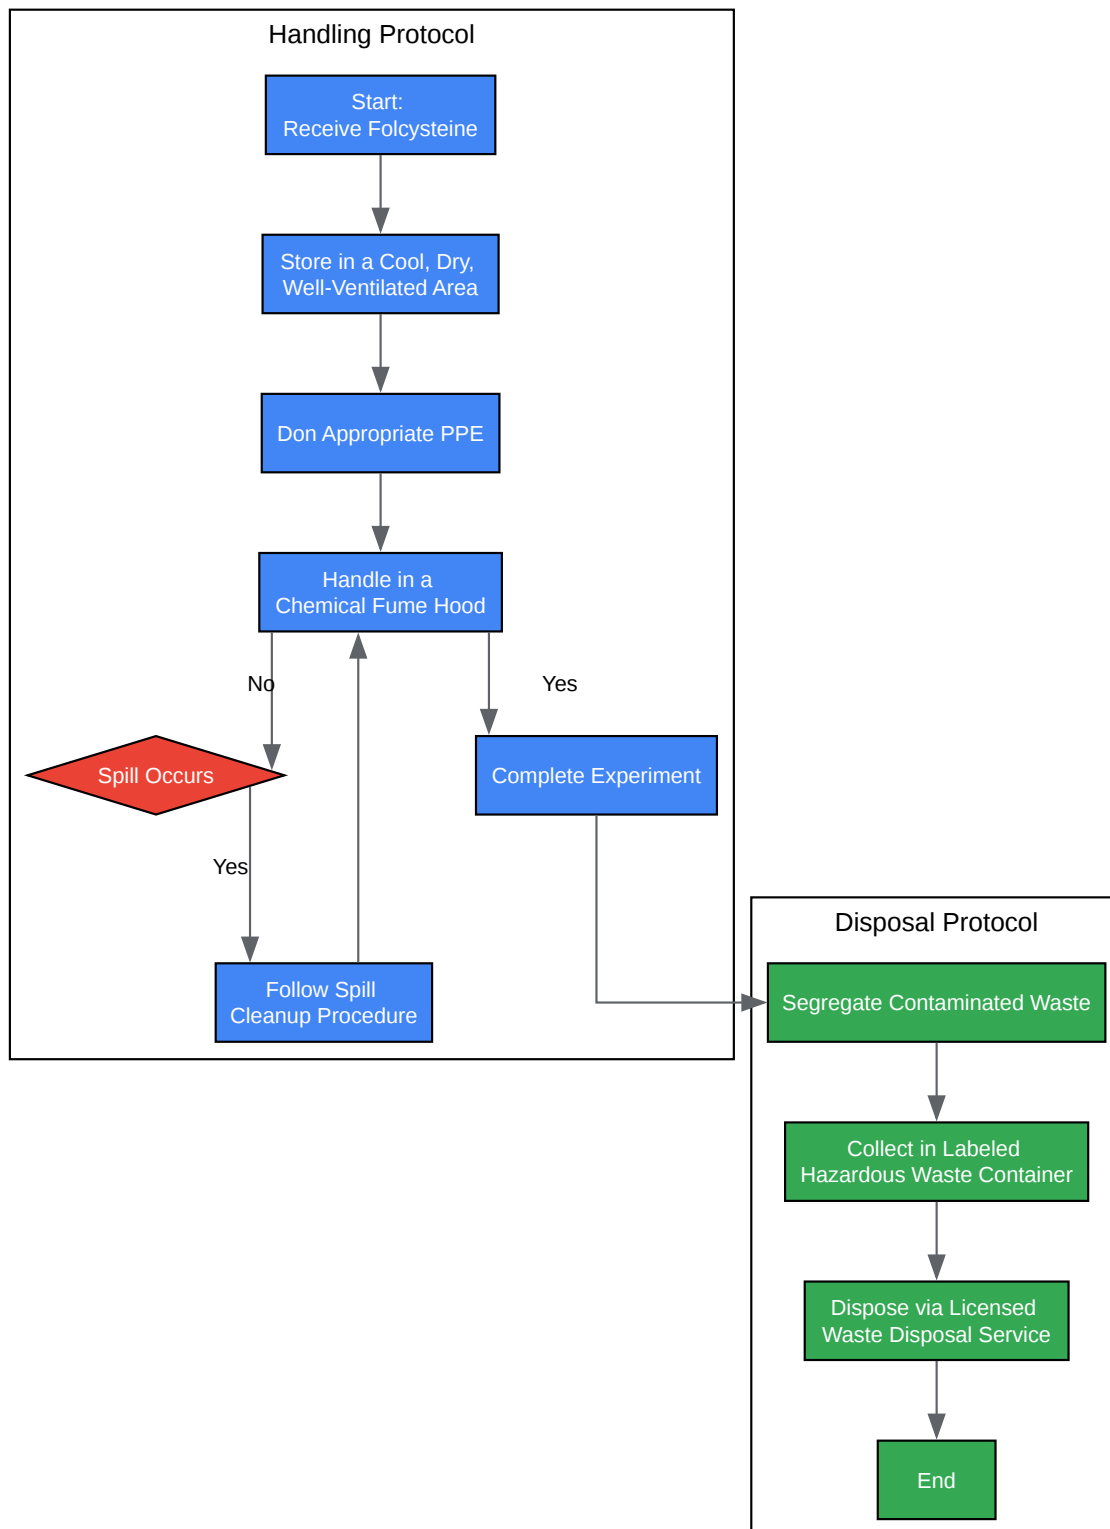 Handling Protocol
Start:
Receive Folcysteine
Store in a Cool, Dry,
Well-Ventilated Area
Don Appropriate PPE
Handle in a
Chemical Fume Hood
No
Yes
Spill Occurs
Complete Experiment
Yes
Follow Spill
Cleanup Procedure
Disposal Protocol
Segregate Contaminated Waste
Collect in Labeled
Hazardous Waste Container
Dispose via Licensed
Waste Disposal Service
End